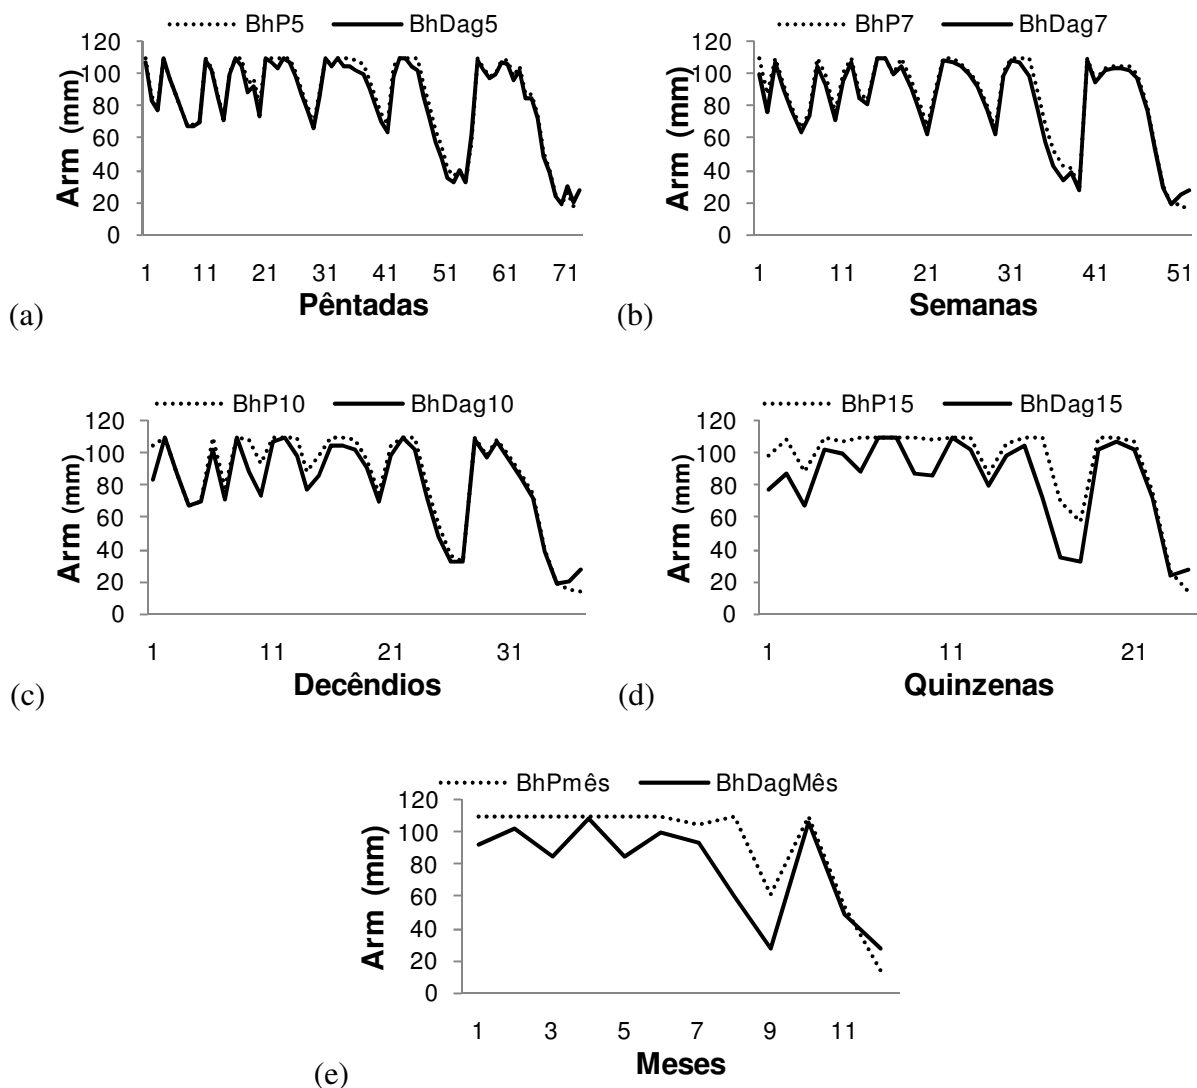 BhP5 BhDag5
120
100
80
60
40
20
0
Arm (mm)
1 11 21 31 41 51 61 71
Pêntadas
(a)
BhP7 BhDag7
120
100
80
60
40
20
0
Arm (mm)
1 11 21 31 41 51
Semanas
(b)
BhP10 BhDag10
120
100
80
60
40
20
0
Arm (mm)
1 11 21 31
Decêndios
(c)
BhP15 BhDag15
120
100
80
60
40
20
0
Arm (mm)
1 11 21
Quinzenas
(d)
BhPmês BhDagMês
120
100
80
60
40
20
0
Arm (mm)
1 3 5 7 9 11
Meses
(e)